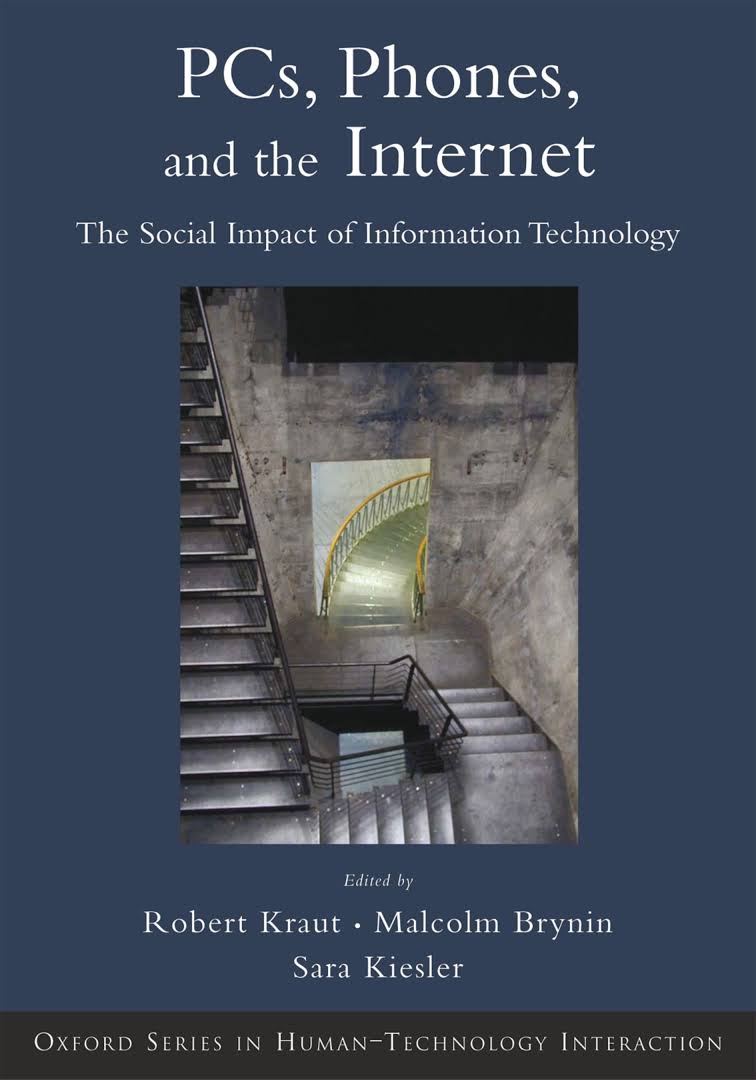 PCs, Phones,
and the Internet
The Social Impact of Information Technology
Edited by
Robert Kraut • Malcolm Brynin
Sara Kiesler
Oxford Series in Human–Technology Interaction